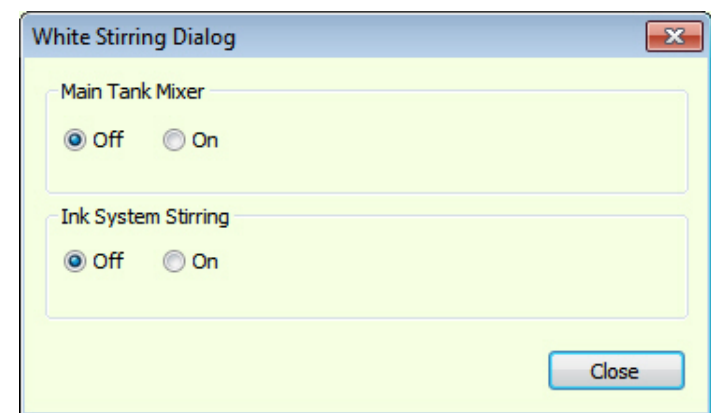 White Stirring Dialog
Main Tank Mixer
Off On
Ink System Stirring
Off On
Close